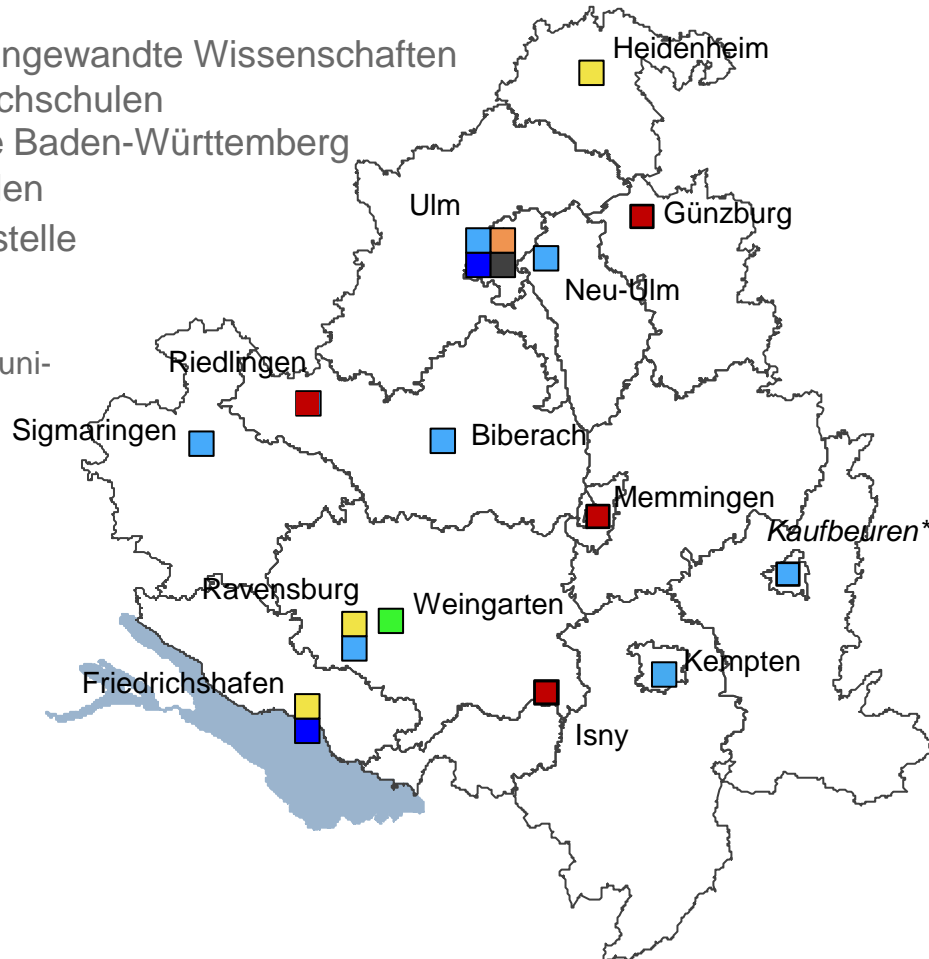 ngewandte Wissenschaften
chschulen
e Baden-Württemberg
len
stelle
uni-
Heidenheim
Ulm
Günzburg
Neu-Ulm
Riedlingen
Sigmaringen
Biberach
Memmingen
Kaufbeuren*
Ravensburg
Weingarten
Kempten
Friedrichshafen
Isny